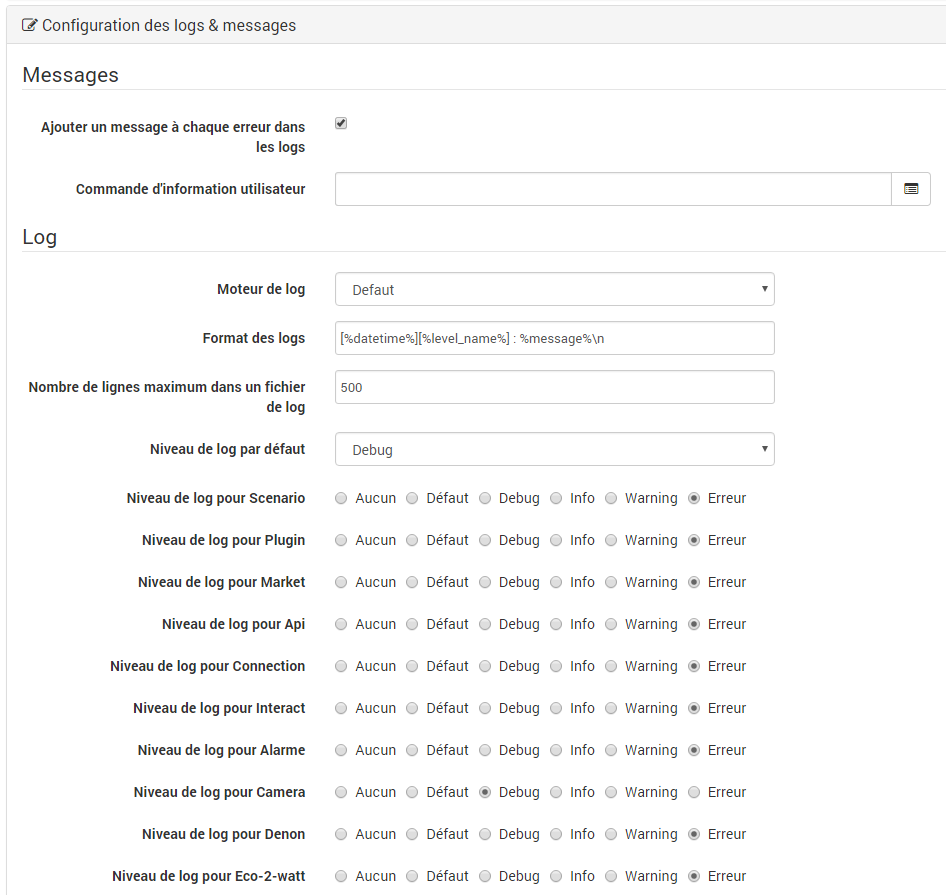 Configuration des logs & messages
Messages
Ajouter un message à chaque erreur dans
les logs
Commande d'information utilisateur
Log
Moteur de log Defaut
Format des logs [%datetime%][%level_name%] : %message%\n
Nombre de lignes maximum dans un fichier
de log 500
Niveau de log par défaut Debug
Niveau de log pour Scenario Aucun Défaut Debug Info Warning Erreur
Niveau de log pour Plugin Aucun Défaut Debug Info Warning Erreur
Niveau de log pour Market Aucun Défaut Debug Info Warning Erreur
Niveau de log pour Api Aucun Défaut Debug Info Warning Erreur
Niveau de log pour Connection Aucun Défaut Debug Info Warning Erreur
Niveau de log pour Interact Aucun Défaut Debug Info Warning Erreur
Niveau de log pour Alarme Aucun Défaut Debug Info Warning Erreur
Niveau de log pour Camera Aucun Défaut Debug Info Warning Erreur
Niveau de log pour Denon Aucun Défaut Debug Info Warning Erreur
Niveau de log pour Eco-2-watt Aucun Défaut Debug Info Warning Erreur